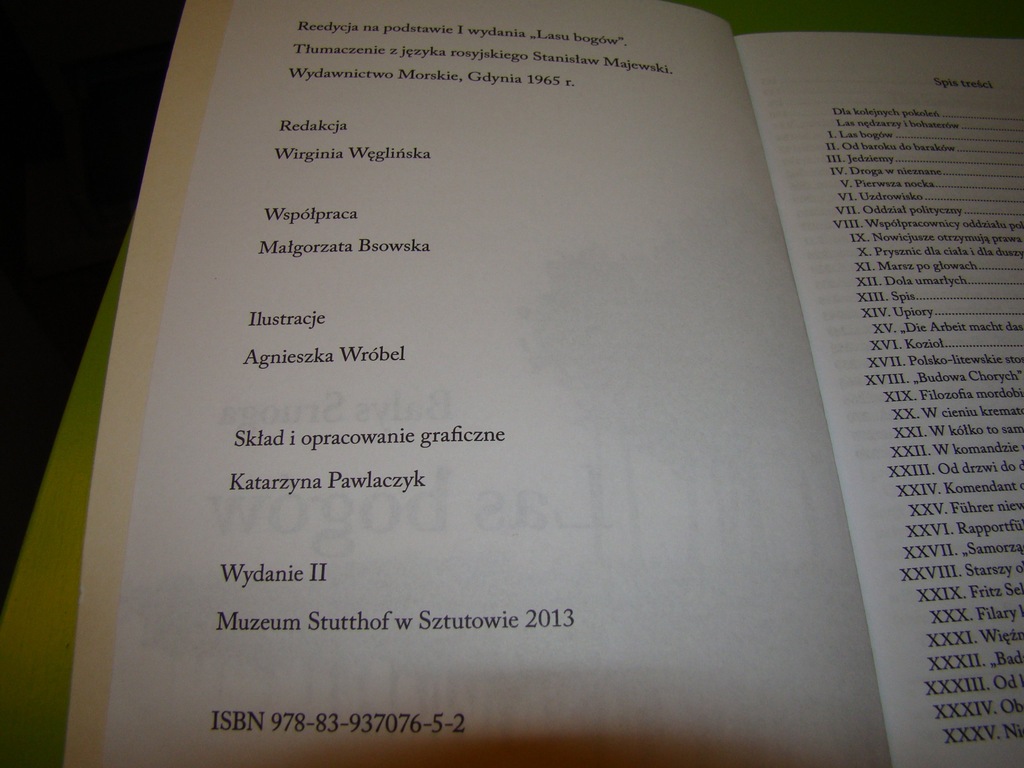 Reedycja na podstawie I wydania „Lasu bogów”.
Tłumaczenie z języka rosyjskiego Stanisław Majewski.
Wydawnictwo Morskie, Gdynia 1965 r.
Redakcja
Wirginia Węglińska
Współpraca
Małgorzata Bsowska
Ilustracje
Agnieszka Wróbel
Skład i opracowanie graficzne
Katarzyna Pawlaczyk
Wydanie II
Muzeum Stutthof w Sztutowie 2013
ISBN 978-83-937076-5-2
Spis treści
Dla kolejnych pokoleń
Las nędzarzy i bohaterów
I. Las bogów
II. Od baroku do baraków
III. Jedziemy
IV. Droga w nieznane
V. Pierwsza nocka
VI. Uzdrowisko
VII. Oddział polityczny
VIII. Współpracownicy oddziału pol
IX. Nowicjusze otrzymują prawa
X. Prysznic dla ciała i dla duszy
XI. Marsz po głowach
XII. Dola umarłych
XIII. Spis
XIV. Upiory
XV. „Die Arbeit macht das
XVI. Kozioł
XVII. Polsko-litewskie stos
XVIII. „Budowa Chorych”
XIX. Filozofia mordobi
XX. W cieniu kremato
XXI. W kółko to sam
XXII. W komandzie
XXIII. Od drzwi do d
XXIV. Komendant o
XXV. Führer niew
XXVI. Rapportfü
XXVII. „Samorzą
XXVIII. Starszy o
XXIX. Fritz Sel
XXX. Filary
XXXI. Więź
XXXII. „Bad
XXXIII. Od
XXXIV. Ob
XXXV. Ni